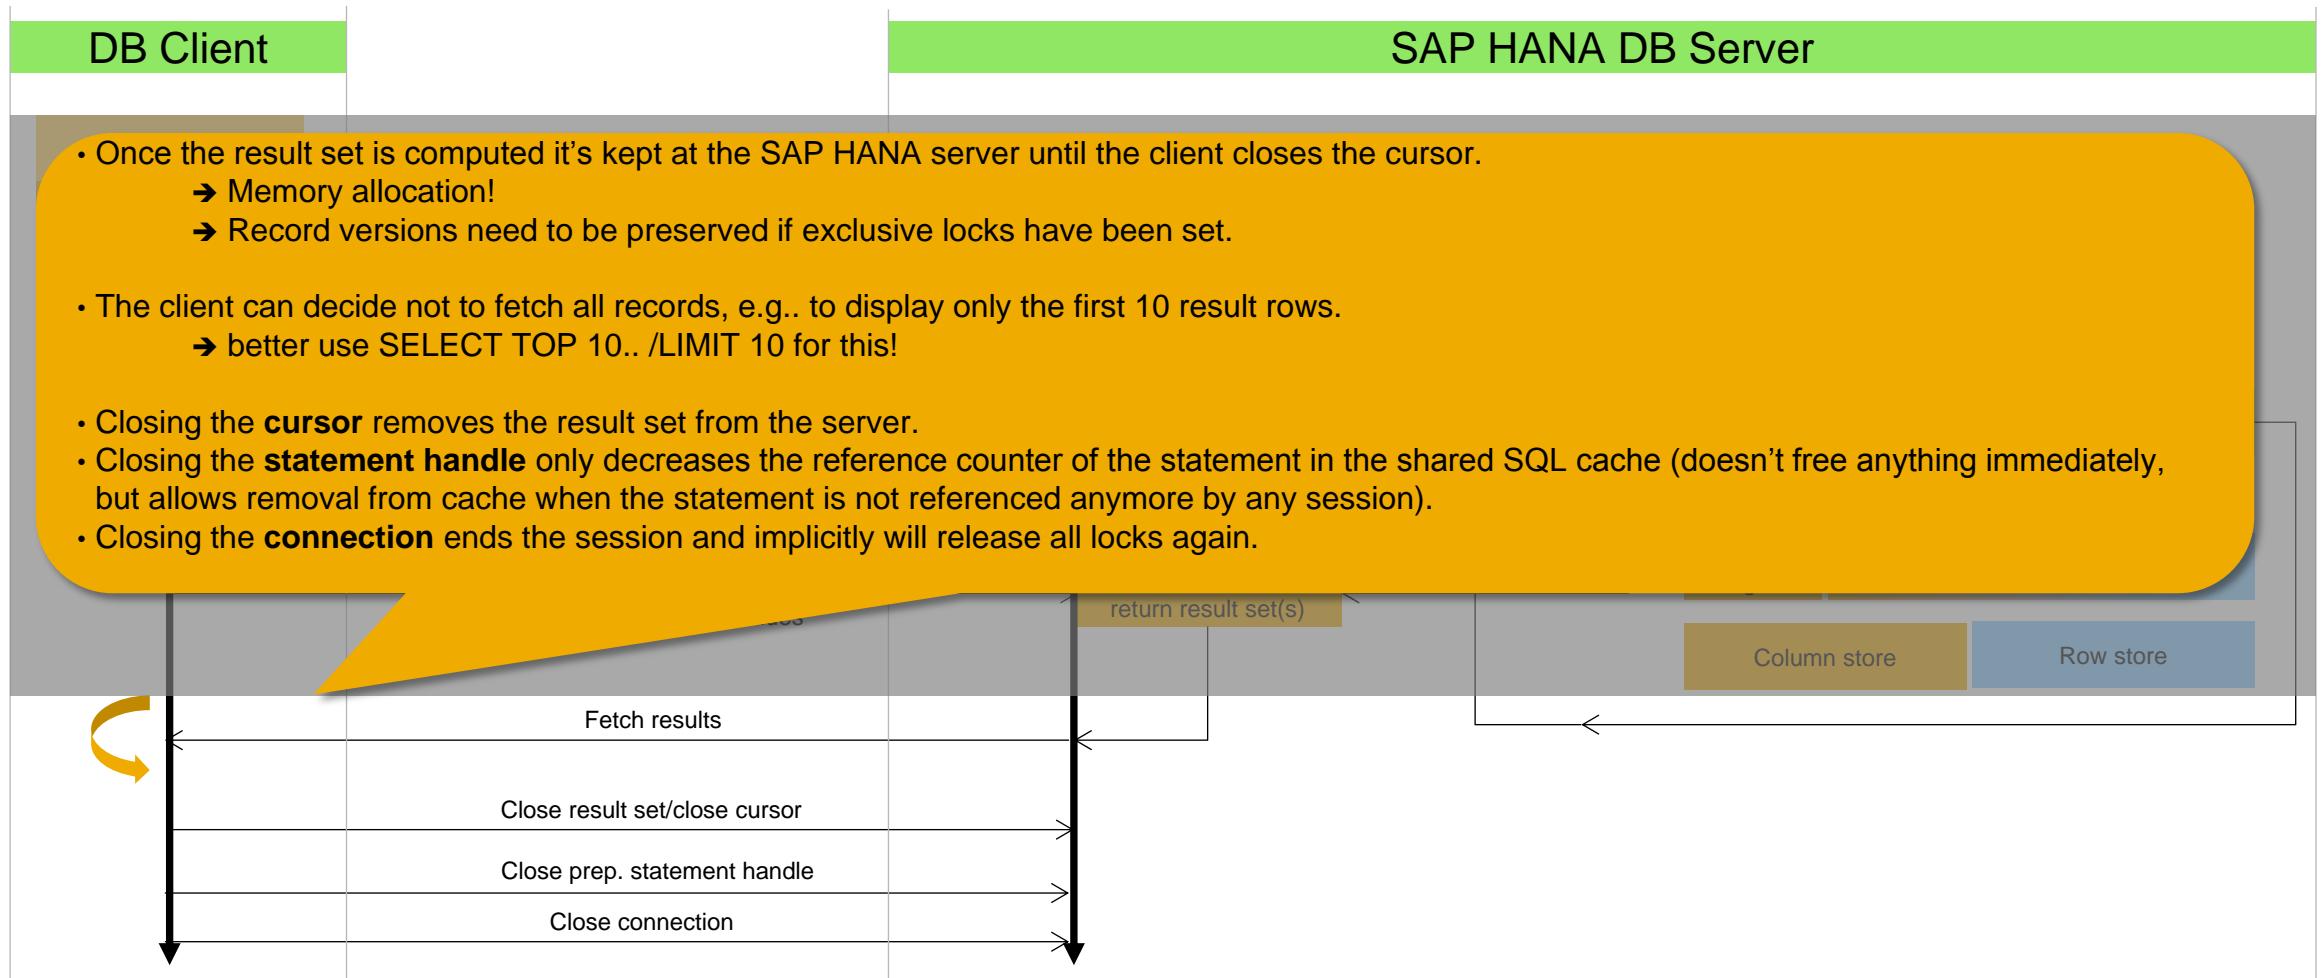 DB Client
SAP HANA DB Server
• Once the result set is computed it’s kept at the SAP HANA server until the client closes the cursor.
➔ Memory allocation!
➔ Record versions need to be preserved if exclusive locks have been set.
• The client can decide not to fetch all records, e.g.. to display only the first 10 result rows.
➔ better use SELECT TOP 10.. /LIMIT 10 for this!
• Closing the cursor removes the result set from the server.
• Closing the statement handle only decreases the reference counter of the statement in the shared SQL cache (doesn’t free anything immediately,
but allows removal from cache when the statement is not referenced anymore by any session).
• Closing the connection ends the session and implicitly will release all locks again.
return result set(s)
Column store
Row store
Fetch results
Close result set/close cursor
Close prep. statement handle
Close connection